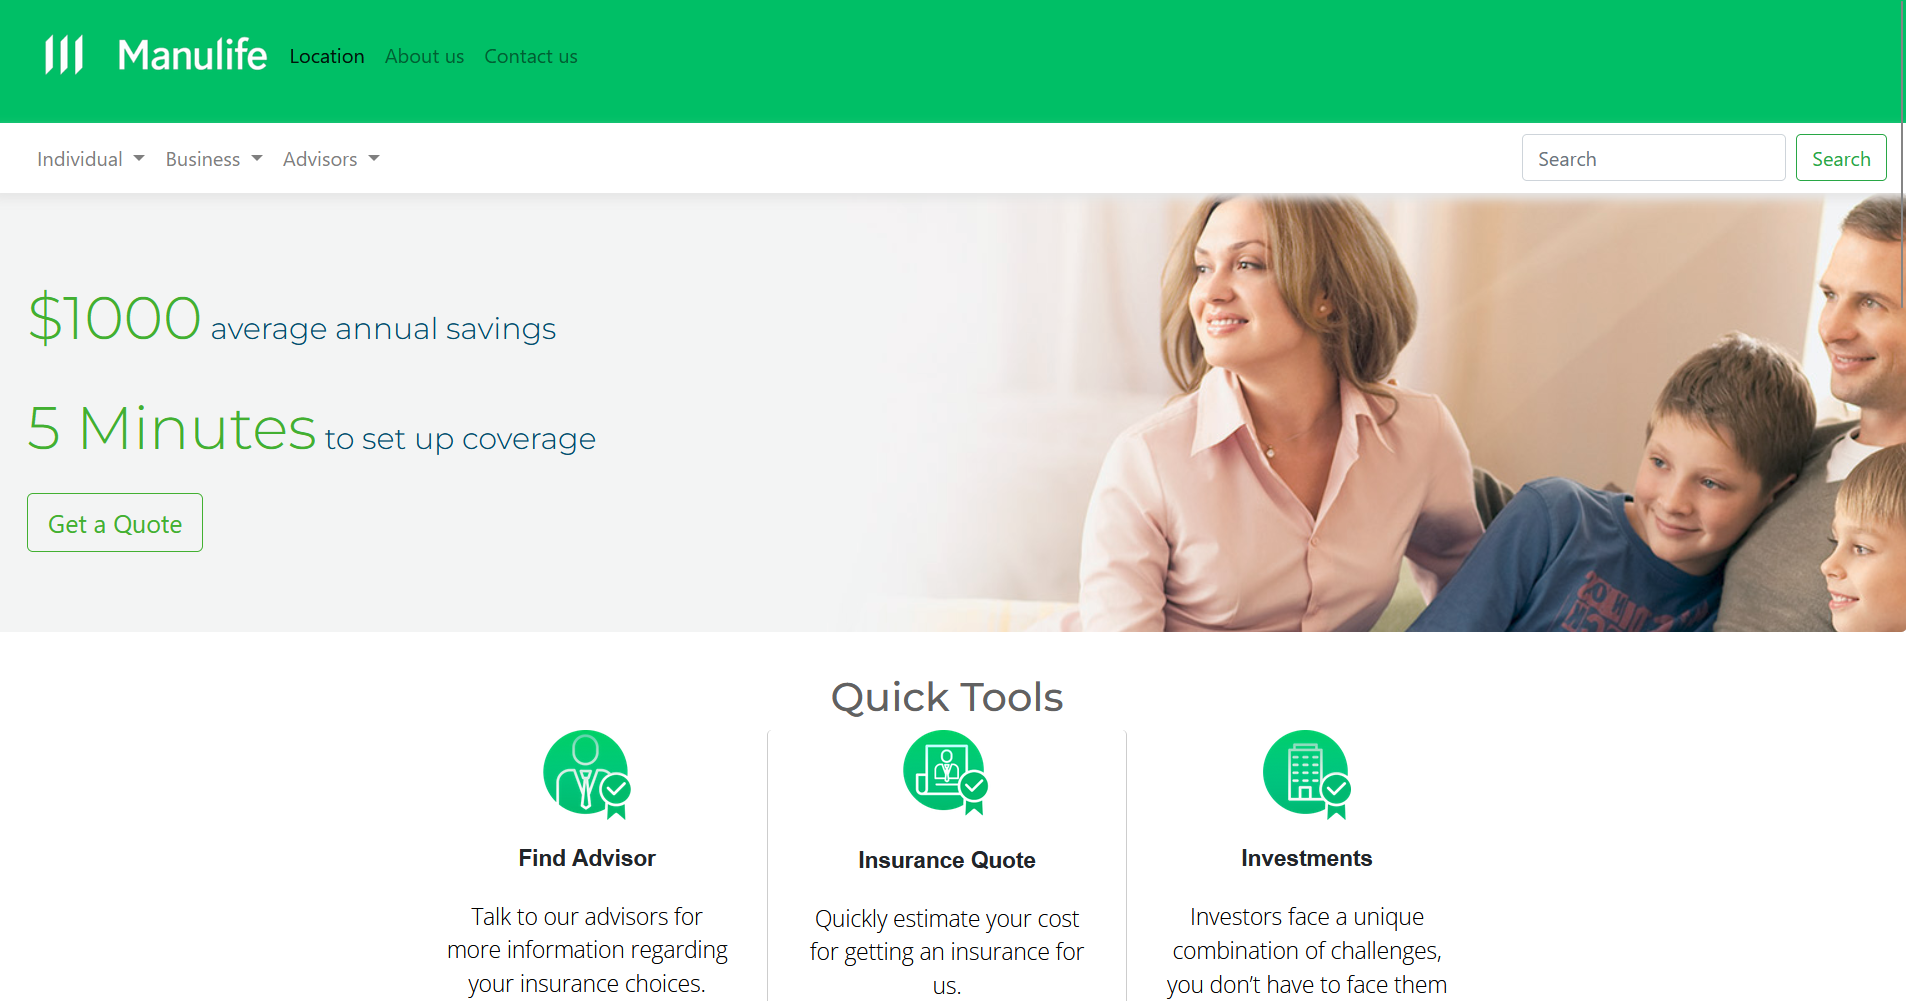 Manulife Location About us Contact us
Individual Business Advisors Search Search
$1000 average annual savings
5 Minutes to set up coverage
Get a Quote
Quick Tools
Find Advisor
Talk to our advisors for
more information regarding
your insurance choices.
Insurance Quote
Quickly estimate your cost
for getting an insurance for
us.
Investments
Investors face a unique
combination of challenges,
you don’t have to face them